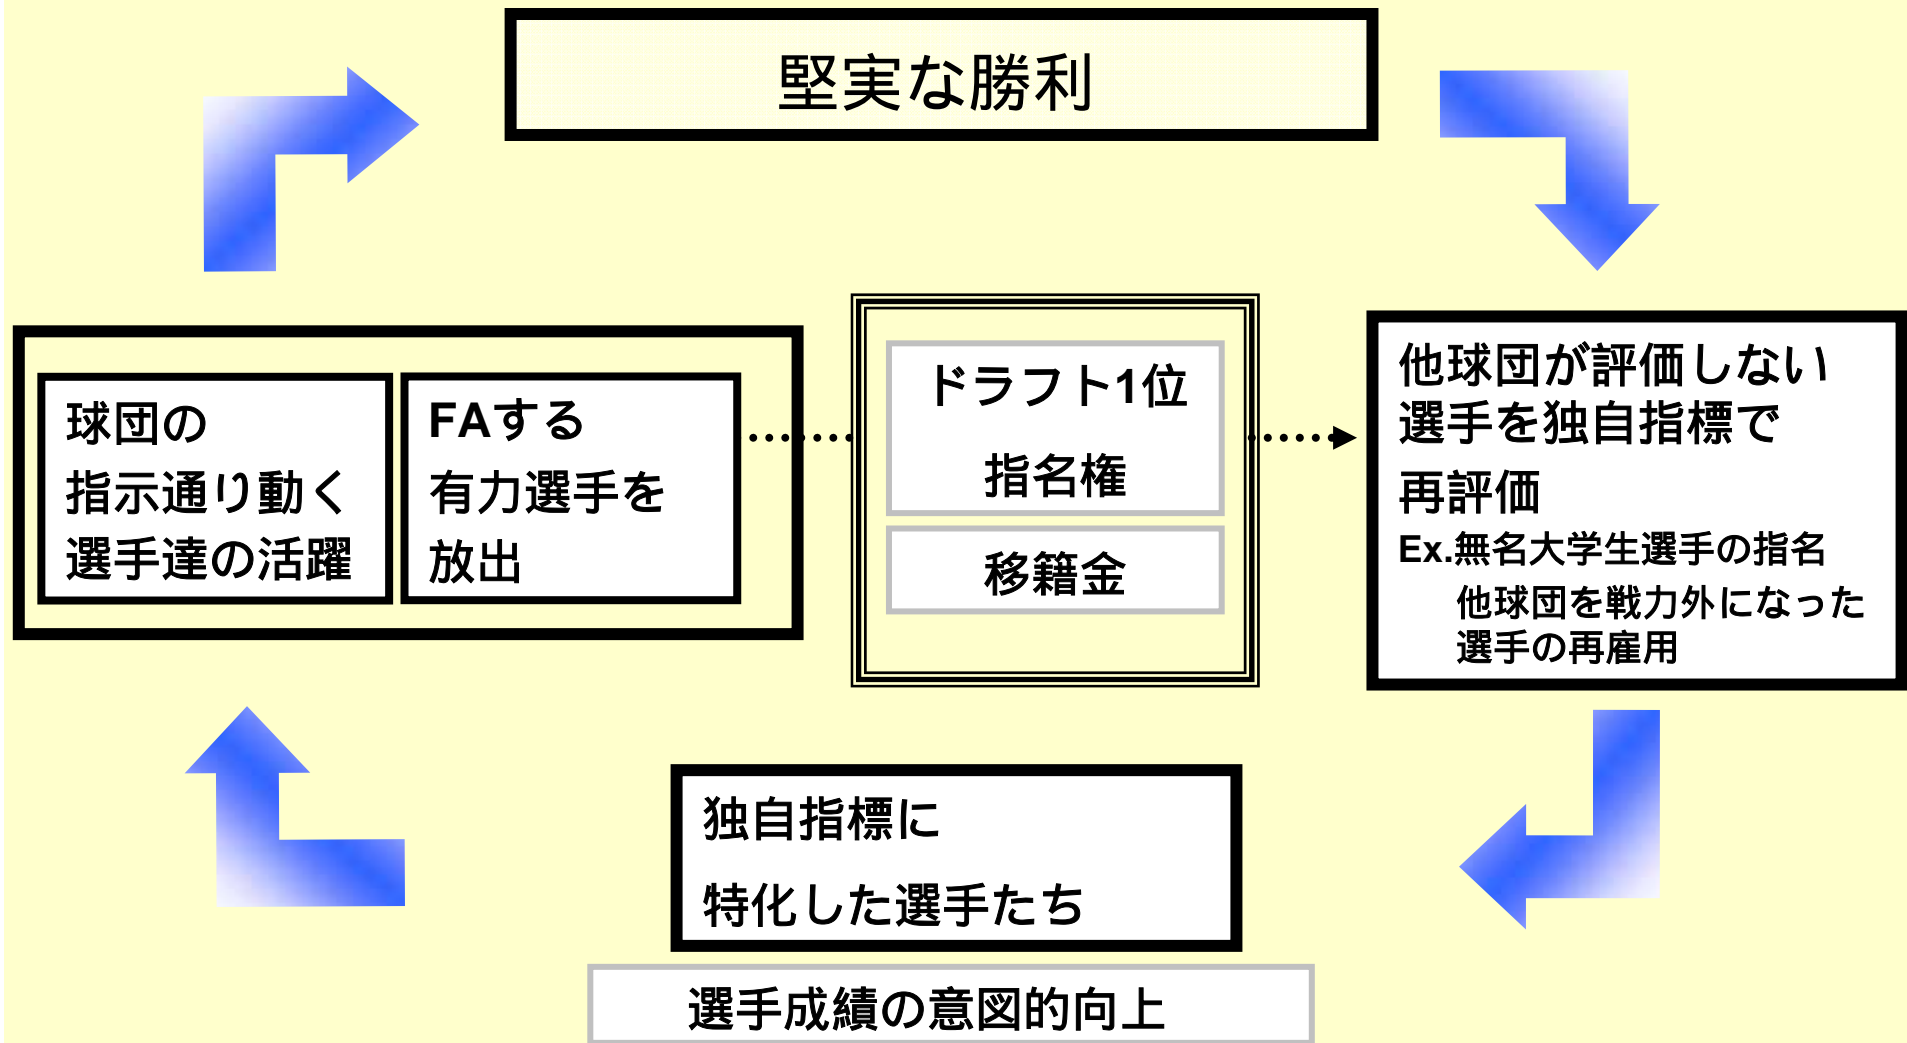 堅実な勝利
球団の
指示通り動く
選手達の活躍
FAする
有力選手を
放出
ドラフト1位
指名権
移籍金
他球団が評価しない
選手を独自指標で
再評価
Ex.無名大学生選手の指名
他球団を戦力外になった
選手の再雇用
独自指標に
特化した選手たち
選手成績の意図的向上